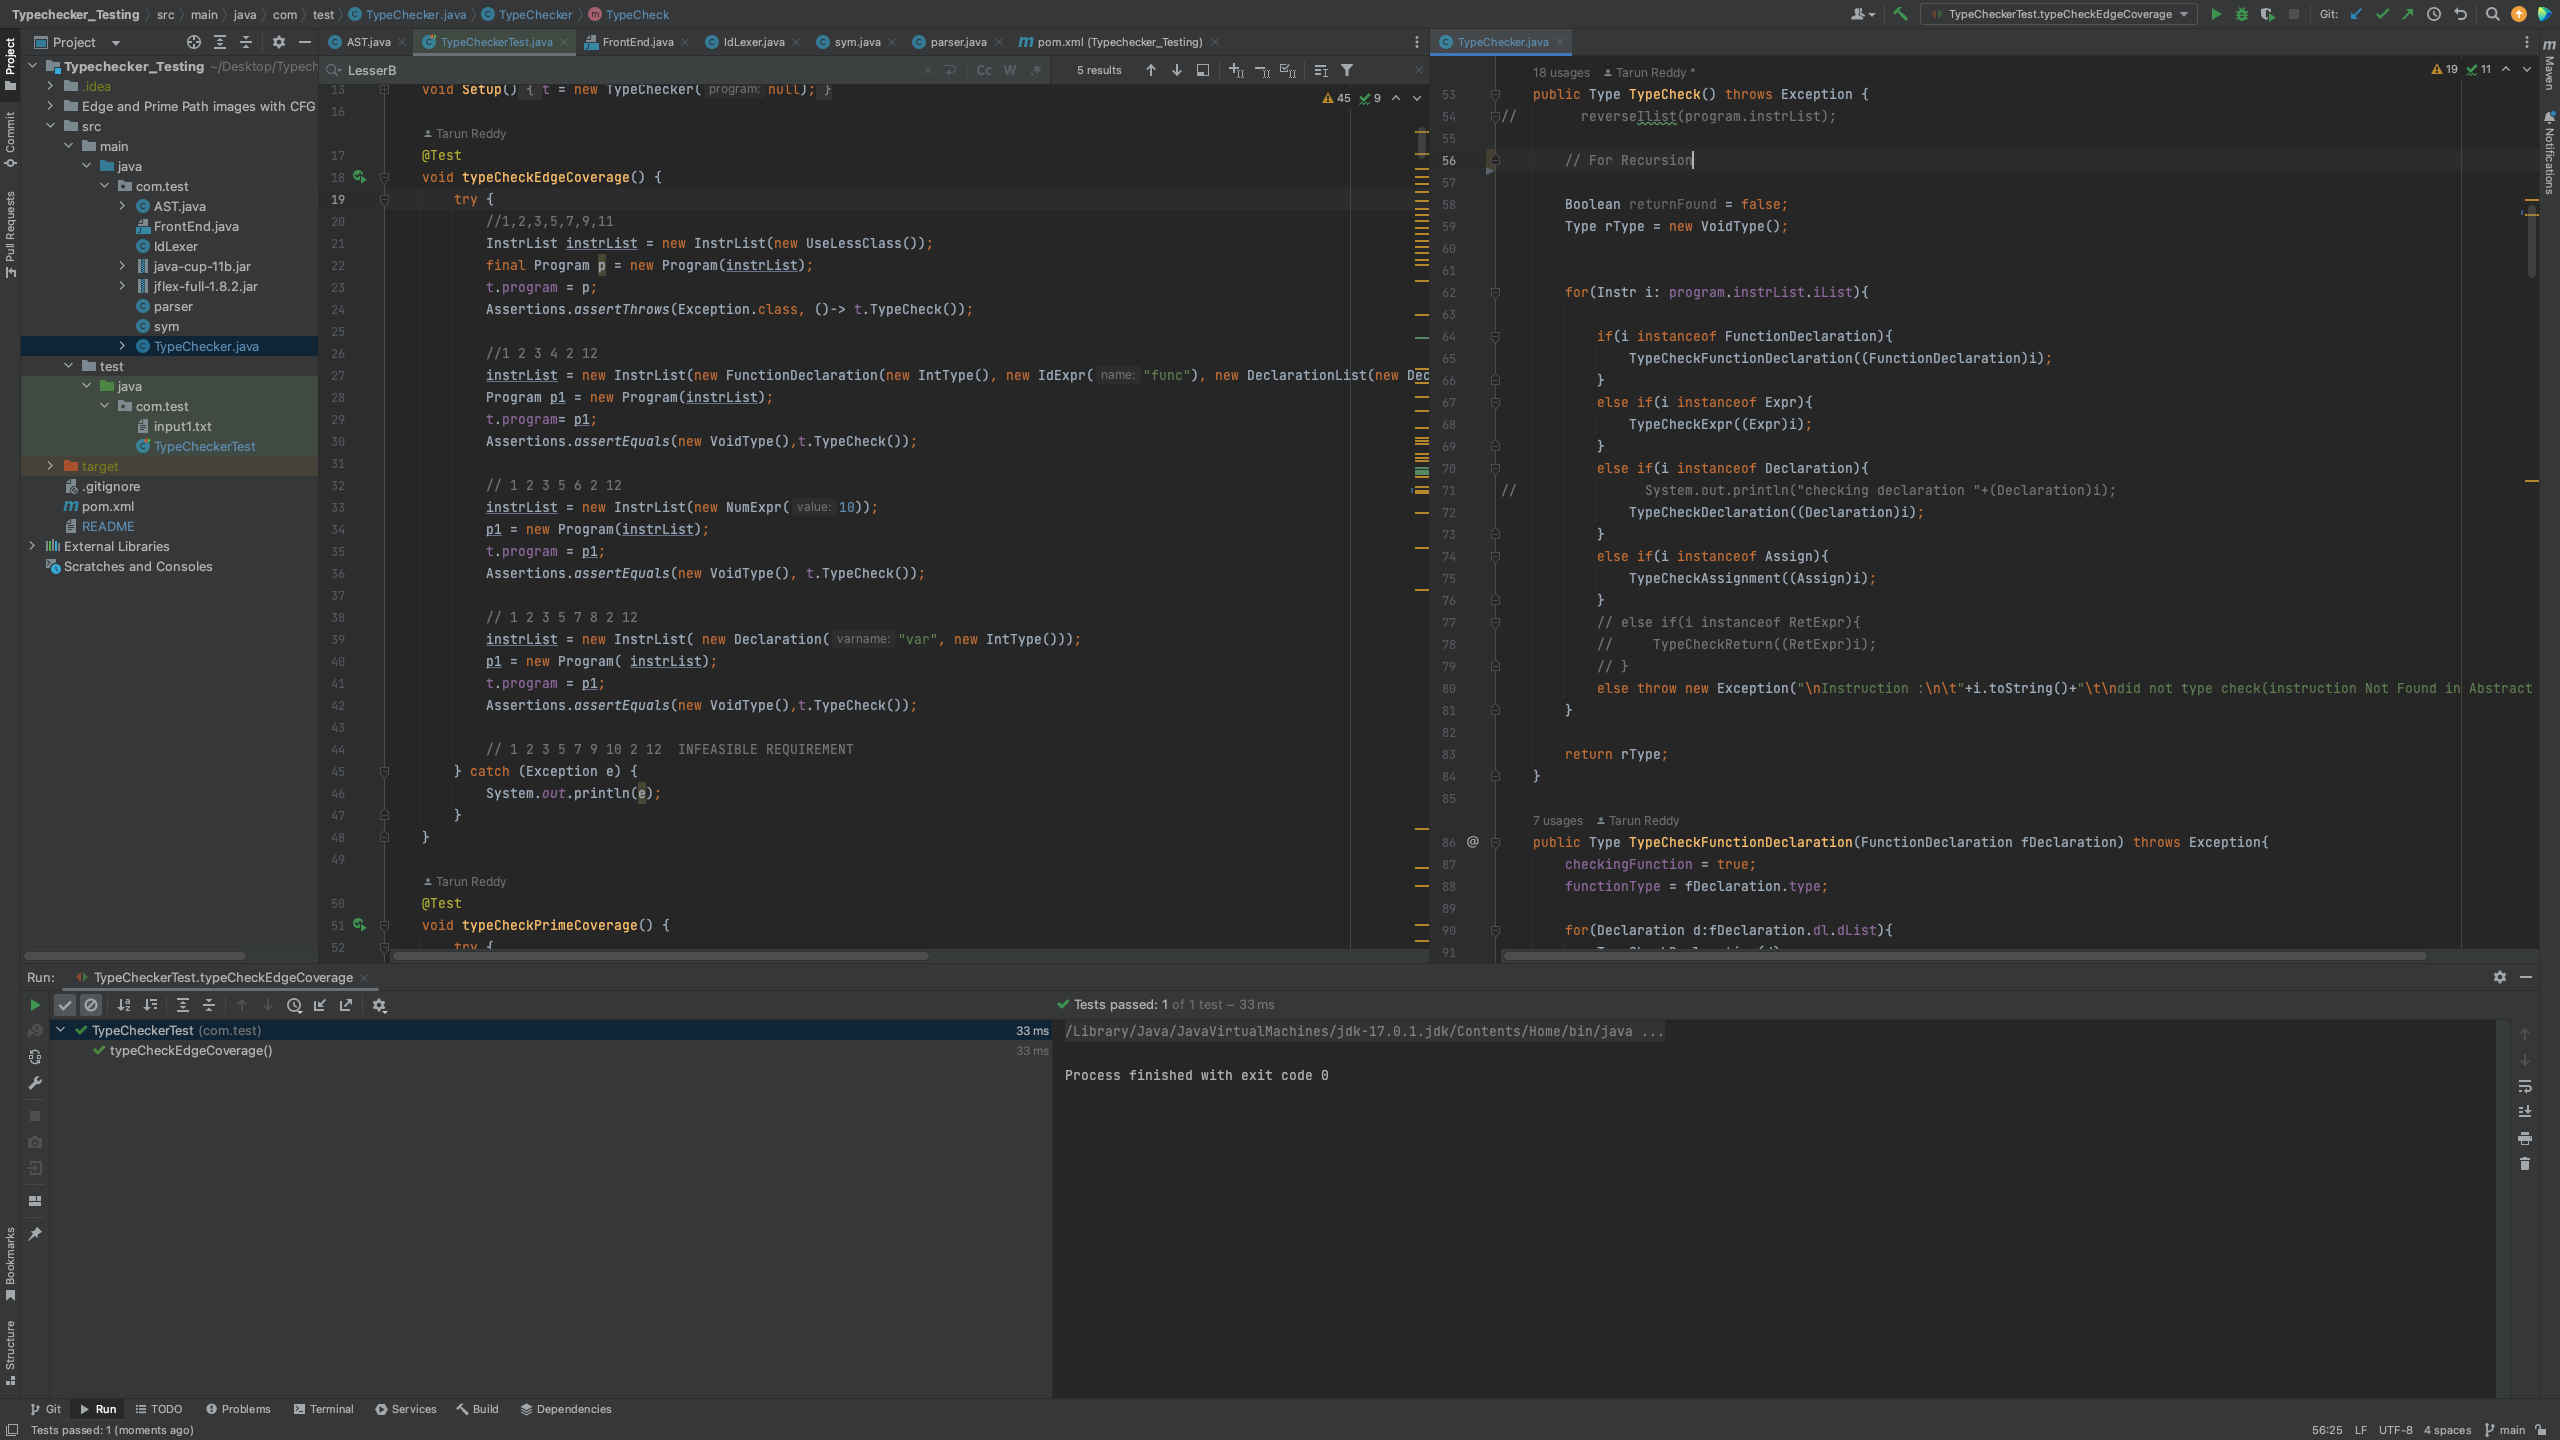 Typechecker_Testing src main java com test TypeChecker.java TypeChecker TypeCheck
TypeCheckerTest.typeCheckEdgeCoverage Git:
Project
AST.java TypeCheckerTest.java FrontEnd.java IdLexer.java sym.java parser.java pom.xml (Typechecker_Testing)
TypeChecker.java
Project
Commit
Pull Requests
Bookmarks
Structure
Typechecker_Testing ~/Desktop/Typech
.idea
Edge and Prime Path images with CFG
src
main
java
com.test
AST.java
FrontEnd.java
IdLexer
java-cup-11b.jar
jflex-full-1.8.2.jar
parser
sym
TypeChecker.java
test
java
com.test
input1.txt
TypeCheckerTest
target
.gitignore
pom.xml
README
External Libraries
Scratches and Consoles
LesserB Cc W .* 5 results
45 9
13 void Setup() { t = new TypeChecker( program: null); }
16
Tarun Reddy
17 @Test
18 void typeCheckEdgeCoverage() {
19 try {
20 //1,2,3,5,7,9,11
21 InstrList instrList = new InstrList(new UseLessClass());
22 final Program p = new Program(instrList);
23 t.program = p;
24 Assertions.assertThrows(Exception.class, ()-> t.TypeCheck());
25
26 //1 2 3 4 2 12
27 instrList = new InstrList(new FunctionDeclaration(new IntType(), new IdExpr( name: "func"), new DeclarationList(new Dec
28 Program p1 = new Program(instrList);
29 t.program= p1;
30 Assertions.assertEquals(new VoidType(),t.TypeCheck());
31
32 // 1 2 3 5 6 2 12
33 instrList = new InstrList(new NumExpr( value: 10));
34 p1 = new Program(instrList);
35 t.program = p1;
36 Assertions.assertEquals(new VoidType(), t.TypeCheck());
37
38 // 1 2 3 5 7 8 2 12
39 instrList = new InstrList( new Declaration( varname: "var", new IntType()));
40 p1 = new Program( instrList);
41 t.program = p1;
42 Assertions.assertEquals(new VoidType(),t.TypeCheck());
43
44 // 1 2 3 5 7 9 10 2 12 INFEASIBLE REQUIREMENT
45 } catch (Exception e) {
46 System.out.println(e);
47 }
48 }
49
Tarun Reddy
50 @Test
51 void typeCheckPrimeCoverage() {
52 try {
18 usages Tarun Reddy *
19 11
53 public Type TypeCheck() throws Exception {
54 // reverseIlist(program.instrList);
55
56 // For Recursion
57
58 Boolean returnFound = false;
59 Type rType = new VoidType();
60
61
62 for(Instr i: program.instrList.iList){
63
64 if(i instanceof FunctionDeclaration){
65 TypeCheckFunctionDeclaration((FunctionDeclaration)i);
66 }
67 else if(i instanceof Expr){
68 TypeCheckExpr((Expr)i);
69 }
70 else if(i instanceof Declaration){
71 // System.out.println("checking declaration "+(Declaration)i);
72 TypeCheckDeclaration((Declaration)i);
73 }
74 else if(i instanceof Assign){
75 TypeCheckAssignment((Assign)i);
76 }
77 // else if(i instanceof RetExpr){
78 // TypeCheckReturn((RetExpr)i);
79 // }
80 else throw new Exception("\nInstruction :\n\t"+i.toString()+"\t\ndid not type check(instruction Not Found in Abstract
81 }
82
83 return rType;
84 }
85
7 usages Tarun Reddy
86 @ public Type TypeCheckFunctionDeclaration(FunctionDeclaration fDeclaration) throws Exception{
87 checkingFunction = true;
88 functionType = fDeclaration.type;
89
90 for(Declaration d:fDeclaration.dl.dList){
91
Maven
Notifications
Run: TypeCheckerTest.typeCheckEdgeCoverage
Tests passed: 1 of 1 test – 33 ms
TypeCheckerTest (com.test) 33 ms
typeCheckEdgeCoverage() 33 ms
/Library/Java/JavaVirtualMachines/jdk-17.0.1.jdk/Contents/Home/bin/java ...
Process finished with exit code 0
Git Run TODO Problems Terminal Services Build Dependencies
Tests passed: 1 (moments ago)
56:25 LF UTF-8 4 spaces main